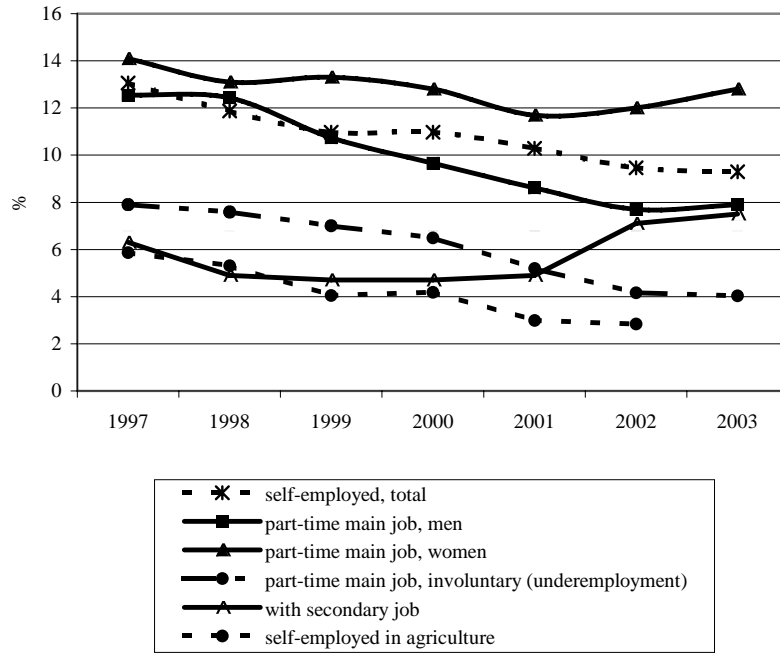 16
14
12
10
8
6
4
2
0
%
1997 1998 1999 2000 2001 2002 2003
self-employed, total
part-time main job, men
part-time main job, women
part-time main job, involuntary (underemployment)
with secondary job
self-employed in agriculture